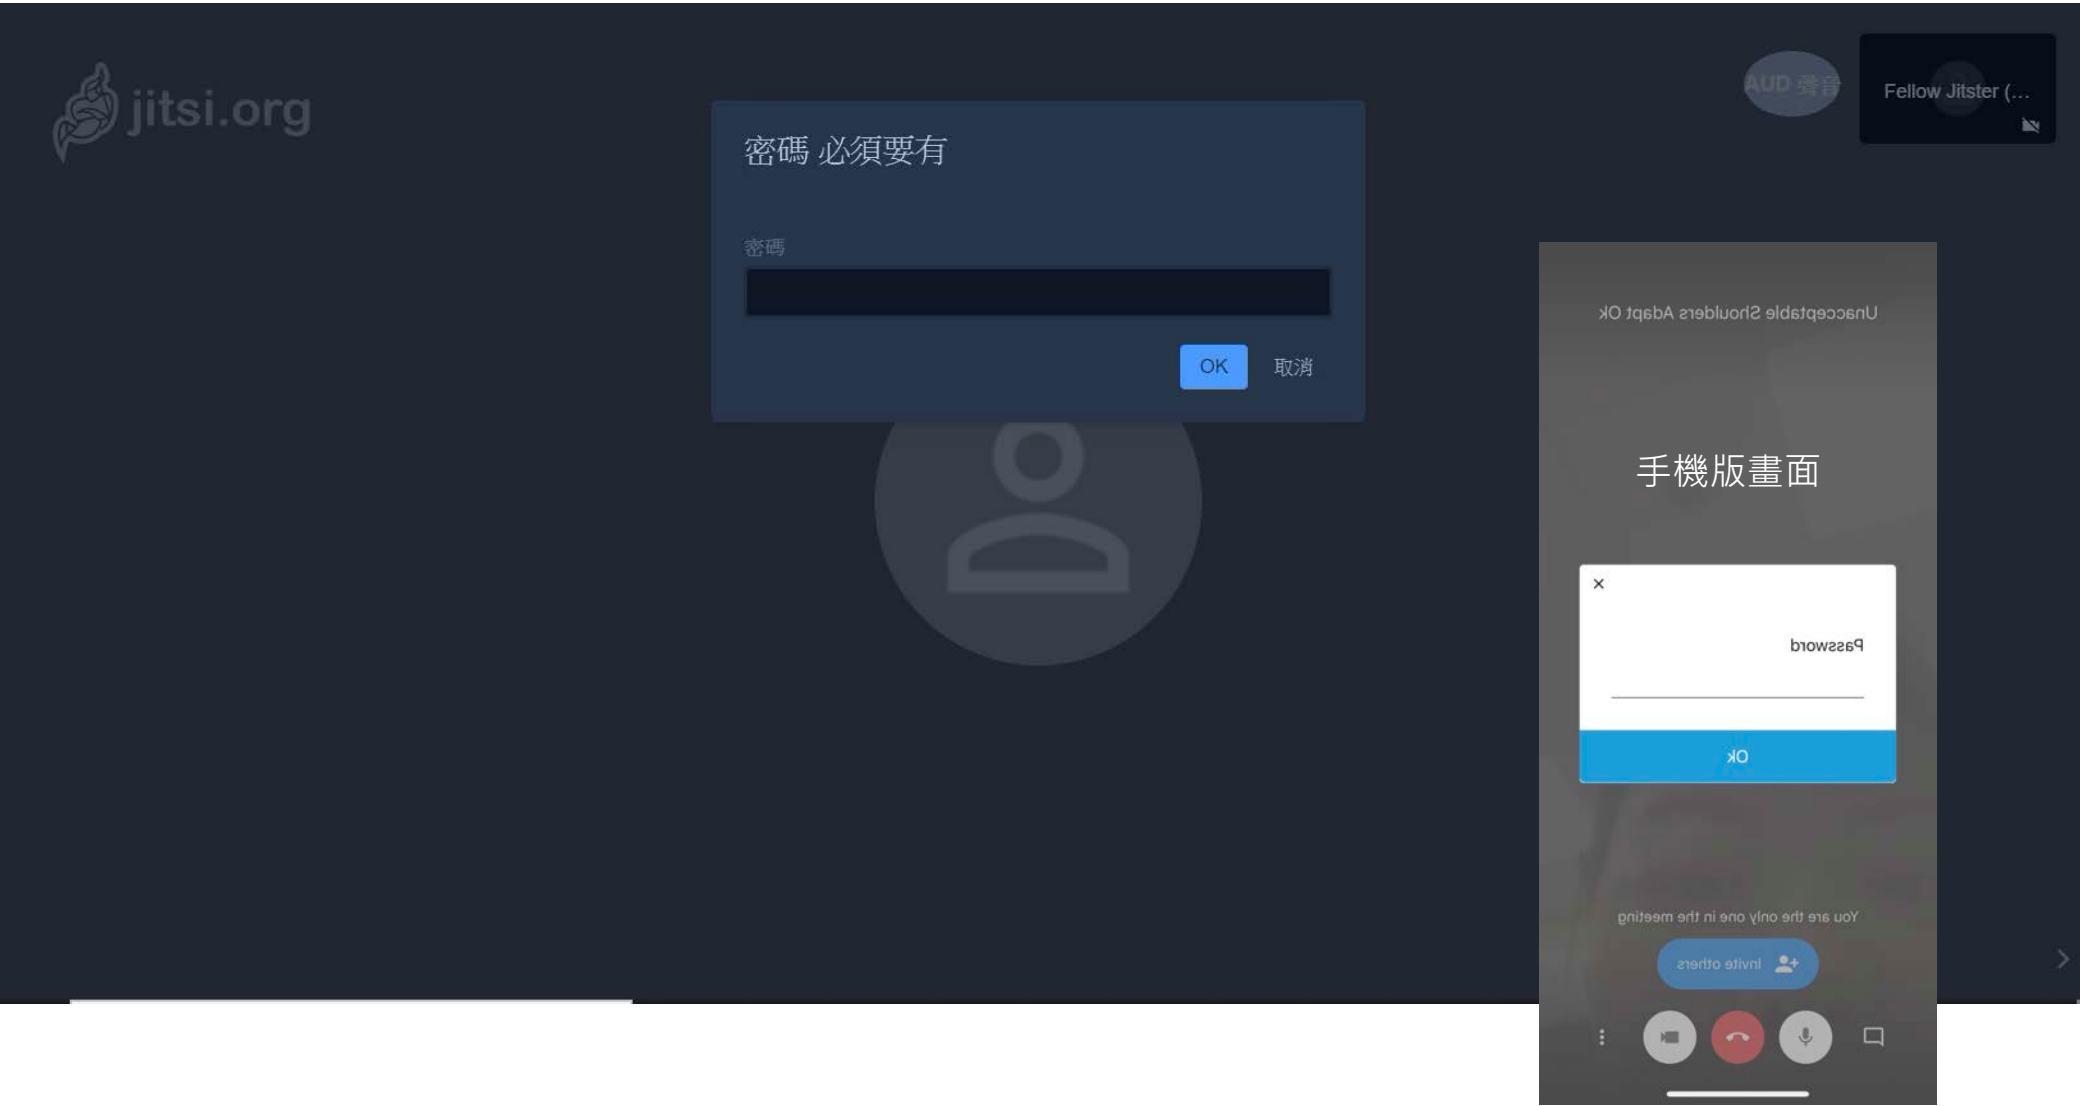 jitsi.org
AUD 聲音
Fellow Jitster (...
密碼 必須要有
密碼
OK
取消
Unacceptable Shoulders Adapt Ok
手機版畫面
×
Password
Ok
You are the only one in the meeting
Invite others